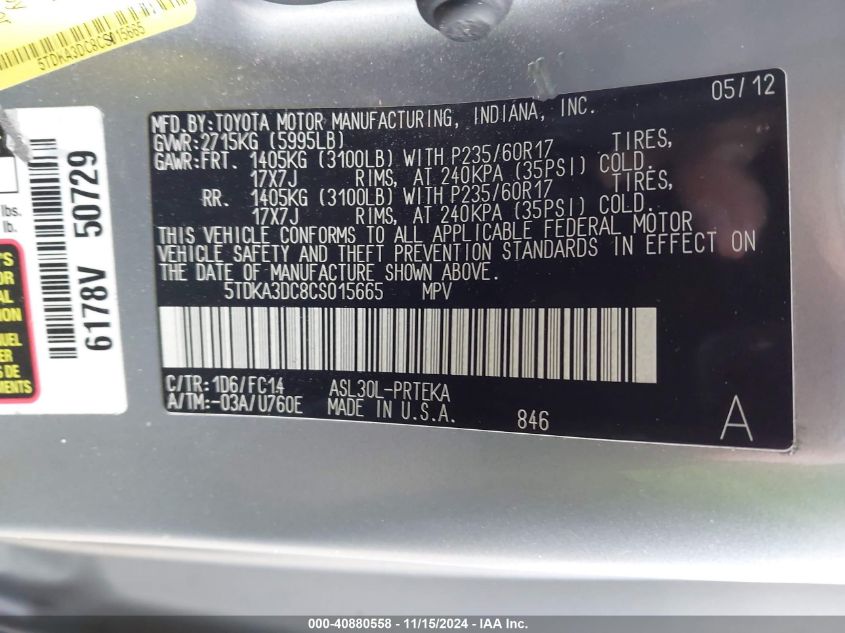 5TDKA3DC8CS015665
lbs.
lb.
6178V 50729
05/12
MFD.BY:TOYOTA MOTOR MANUFACTURING, INDIANA, INC.
GVWR:2715KG (5995LB)
GAWR:FRT. 1405KG (3100LB) WITH P235/60R17 TIRES,
17X7J RIMS, AT 240KPA (35PSI) COLD.
RR. 1405KG (3100LB) WITH P235/60R17 TIRES,
17X7J RIMS, AT 240KPA (35PSI) COLD.
THIS VEHICLE CONFORMS TO ALL APPLICABLE FEDERAL MOTOR
VEHICLE SAFETY AND THEFT PREVENTION STANDARDS IN EFFECT ON
THE DATE OF MANUFACTURE SHOWN ABOVE.
5TDKA3DC8CS015665 MPV
C/TR:1D6/FC14 ASL30L-PRTEKA
A/TM:-03A/U760E MADE IN U.S.A. 846
A
000-40880558 - 11/15/2024 - IAA Inc.